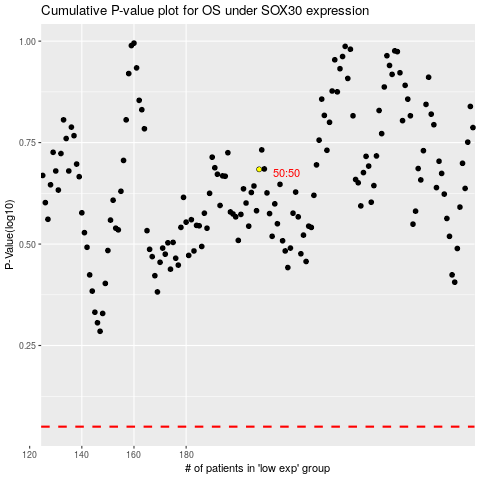 Cumulative P-value plot for OS under SOX30 expression
1.00
0.75
0.50
0.25
50:50
P-Value(log10)
120 140 160 180
# of patients in 'low exp' group